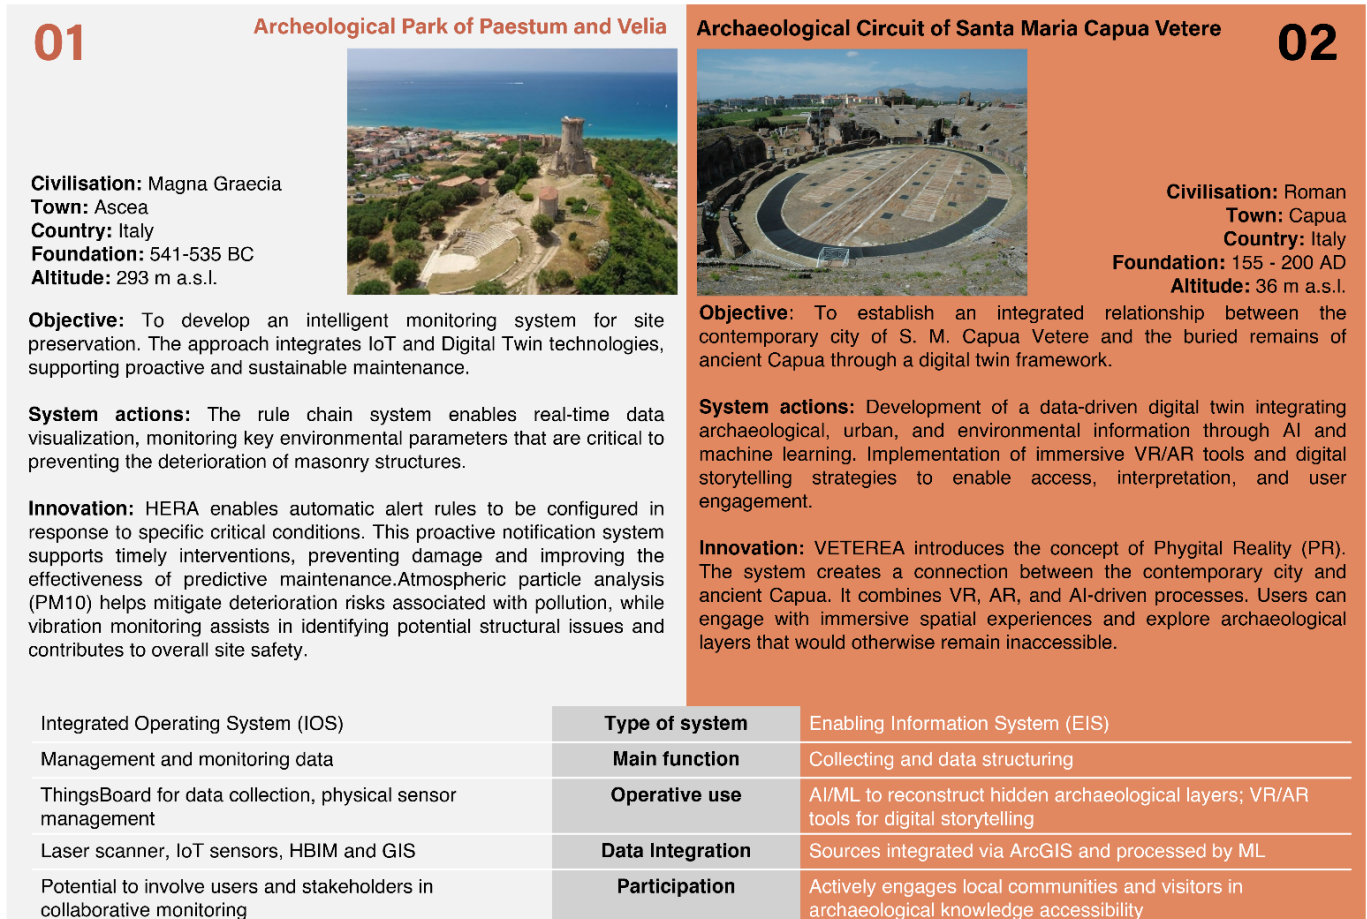 01
Archeological Park of Paestum and Velia
Civilisation: Magna Graecia
Town: Ascea
Country: Italy
Foundation: 541-535 BC
Altitude: 293 m a.s.l.
Objective: To develop an intelligent monitoring system for site
preservation. The approach integrates IoT and Digital Twin technologies,
supporting proactive and sustainable maintenance.
System actions: The rule chain system enables real-time data
visualization, monitoring key environmental parameters that are critical to
preventing the deterioration of masonry structures.
Innovation: HERA enables automatic alert rules to be configured in
response to specific critical conditions. This proactive notification system
supports timely interventions, preventing damage and improving the
effectiveness of predictive maintenance.Atmospheric particle analysis
(PM10) helps mitigate deterioration risks associated with pollution, while
vibration monitoring assists in identifying potential structural issues and
contributes to overall site safety.
Archaeological Circuit of Santa Maria Capua Vetere
02
Civilisation: Roman
Town: Capua
Country: Italy
Foundation: 155 - 200 AD
Altitude: 36 m a.s.l.
Objective: To establish an integrated relationship between the
contemporary city of S. M. Capua Vetere and the buried remains of
ancient Capua through a digital twin framework.
System actions: Development of a data-driven digital twin integrating
archaeological, urban, and environmental information through AI and
machine learning. Implementation of immersive VR/AR tools and digital
storytelling strategies to enable access, interpretation, and user
engagement.
Innovation: VETEREA introduces the concept of Phygital Reality (PR).
The system creates a connection between the contemporary city and
ancient Capua. It combines VR, AR, and AI-driven processes. Users can
engage with immersive spatial experiences and explore archaeological
layers that would otherwise remain inaccessible.
Integrated Operating System (IOS)
Type of system
Enabling Information System (EIS)
Management and monitoring data
Main function
Collecting and data structuring
ThingsBoard for data collection, physical sensor
management
Operative use
AI/ML to reconstruct hidden archaeological layers; VR/AR
tools for digital storytelling
Laser scanner, IoT sensors, HBIM and GIS
Data Integration
Sources integrated via ArcGIS and processed by ML
Potential to involve users and stakeholders in
collaborative monitoring
Participation
Actively engages local communities and visitors in
archaeological knowledge accessibility